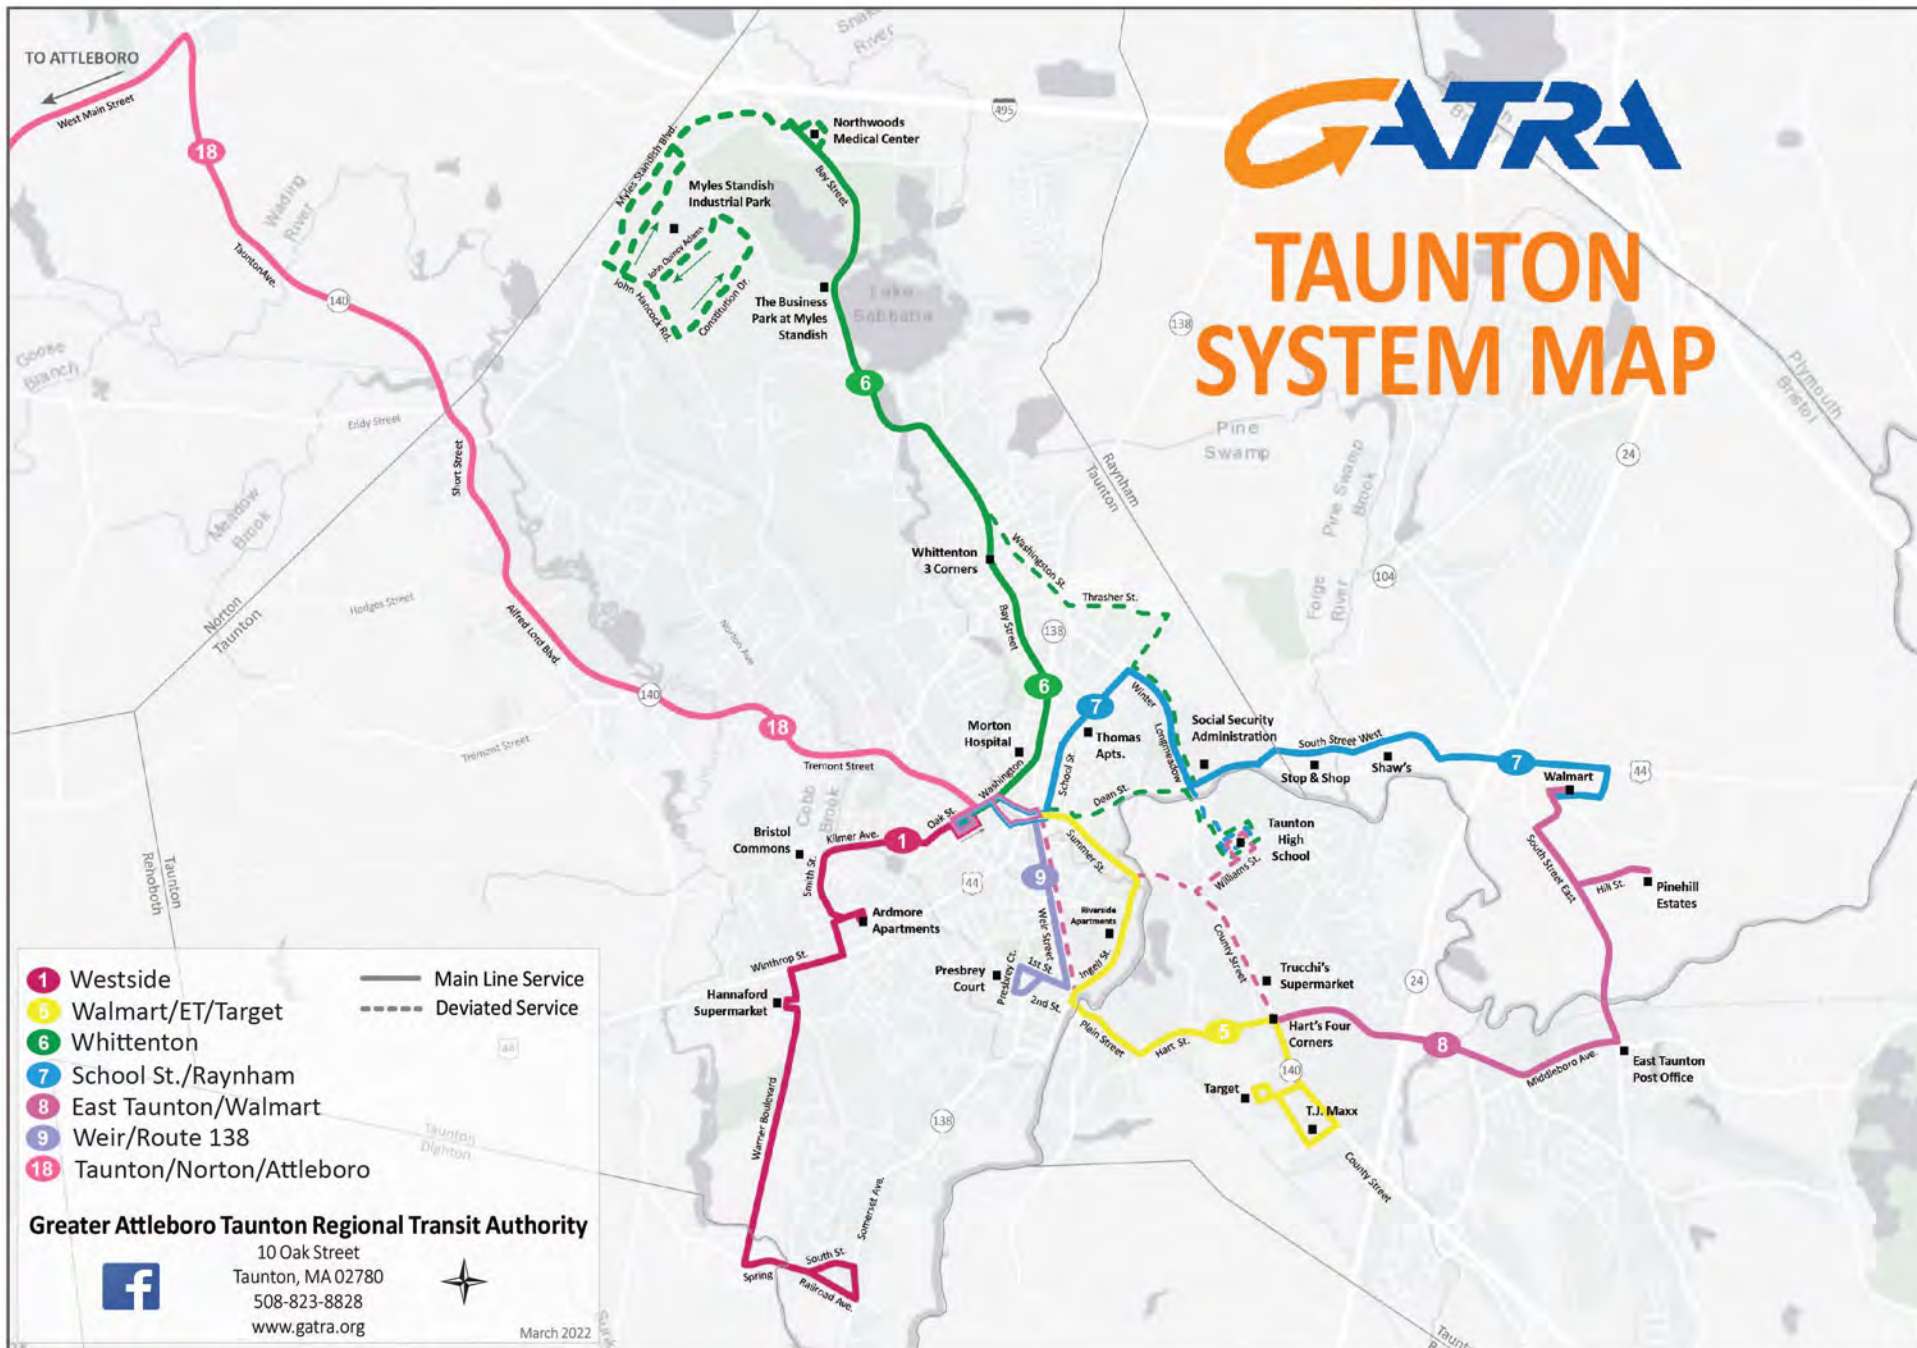 GATRA
TAUNTON
SYSTEM MAP
TO ATTLEBORO
West Main Street
18
Taunton Ave.
Wading
River
140
Goose
Branch
Eddy Street
Short Street
Meadow
Brook
Norton
Taunton
Hodges Street
Alfred Lord Blvd.
140
Norton Ave
Tremont Street
18
Tremont Street
Cobb
Brook
Taunton
Rehoboth
River
495
Myles Standish Blvd.
Northwoods
Medical Center
Bay Street
Myles Standish
Industrial Park
John Quincy Adams
John Hancock Rd.
Constitution Dr.
The Business
Park at Myles
Standish
Lake
Sabbatia
6
138
Pine
Swamp
Raynham
Taunton
Pine Swamp
Brook
Forge
River
24
104
Plymouth
Bristol
Whittenton
3 Corners
Washingston St.
Thrasher St.
Bay Street
138
6
Morton
Hospital
Washington
7
Winter
Thomas
Apts.
School St.
Longmeadow
Social Security
Administration
South Street West
Stop & Shop
Shaw's
7
Walmart
44
Dean St.
Oak St.
Kilmer Ave.
1
Bristol
Commons
Smith St.
Ardmore
Apartments
44
9
Weir Street
Summer St.
Riverside
Apartments
Ingell St.
Taunton
High
School
Williams St.
County Street
South Street East
Hill St.
Pinehill
Estates
Winthrop St.
Hannaford
Supermarket
Presbrey
Court
Presbrey Ct.
1st St.
2nd St.
Plain Street
Hart St.
5
Trucchi's
Supermarket
Hart's Four
Corners
24
8
Middleboro Ave.
East Taunton
Post Office
140
Target
T.J. Maxx
County Street
Warner Boulevard
138
Somerset Ave.
Spring
South St.
Railroad Ave.
44
Taunton
Dighton
1 Westside
5 Walmart/ET/Target
6 Whittenton
7 School St./Raynham
8 East Taunton/Walmart
9 Weir/Route 138
18 Taunton/Norton/Attleboro
Main Line Service
Deviated Service
Greater Attleboro Taunton Regional Transit Authority
10 Oak Street
Taunton, MA 02780
508-823-8828
www.gatra.org
March 2022